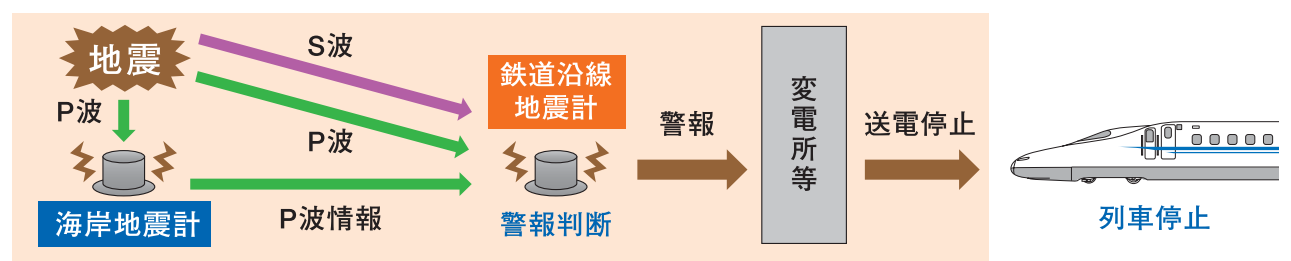 地震
P波
海岸地震計
S波
P波
P波情報
鉄道沿線
地震計
警報判断
警報
変電所等
送電停止
列車停止